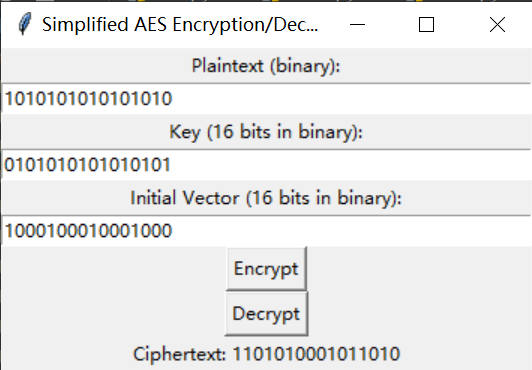 Simplified AES Encryption/Dec...
Plaintext (binary):
1010101010101010
Key (16 bits in binary):
0101010101010101
Initial Vector (16 bits in binary):
1000100010001000
Encrypt
Decrypt
Ciphertext: 1101010001011010